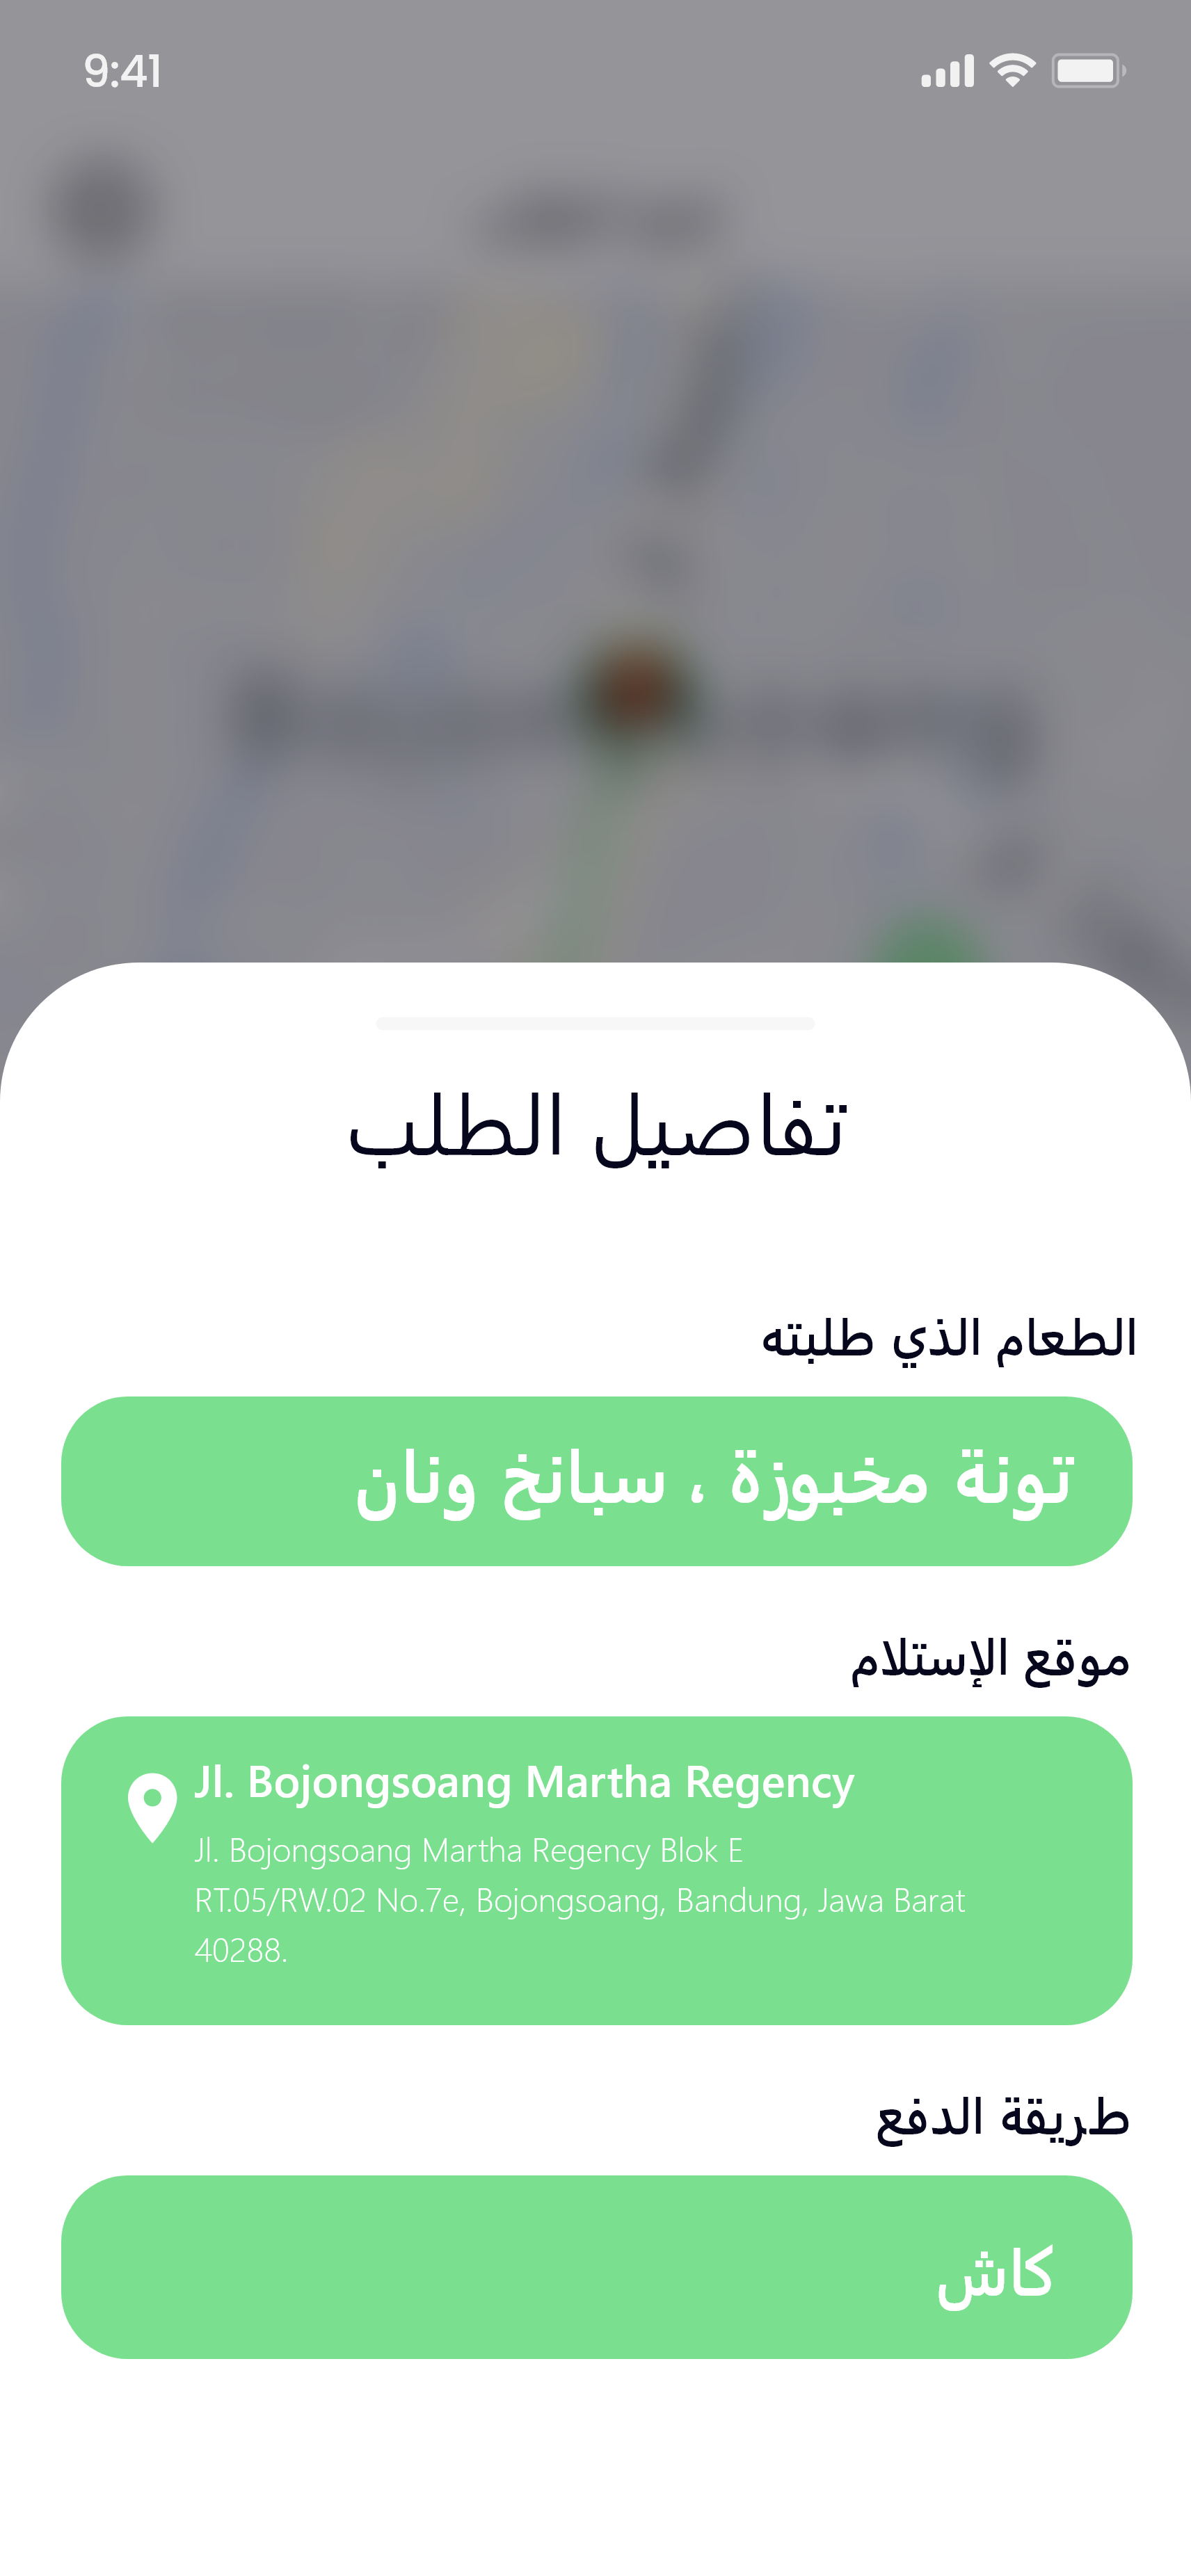 9:41
تفاصيل الطلب
الطعام الذي طلبته
تونة مخبوزة ، سبانخ ونان
موقع الإستلام
Jl. Bojongsoang Martha Regency
Jl. Bojongsoang Martha Regency Blok E
RT.05/RW.02 No.7e, Bojongsoang, Bandung, Jawa Barat
40288.
طريقة الدفع
كاش